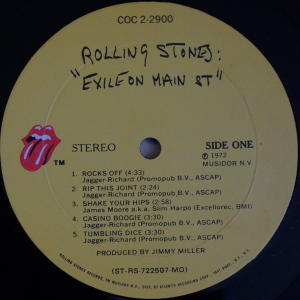 COC 2-2900
ROLLING STONES:
"EXILE ON MAIN ST"
TM
STEREO
SIDE ONE
℗ 1972
MUSIDOR N.V.
1. ROCKS OFF (4:33)
Jagger-Richard (Promopub B.V., ASCAP)
2. RIP THIS JOINT (2:24)
Jagger-Richard (Promopub B.V., ASCAP)
3. SHAKE YOUR HIPS (2:58)
James Moore a.k.a. Slim Harpo (Excellorec, BMI)
4. CASINO BOOGIE (3:30)
Jagger-Richard (Promopub B.V., ASCAP)
5. TUMBLING DICE (3:30)
Jagger-Richard (Promopub B.V., ASCAP)
PRODUCED BY JIMMY MILLER
(ST-RS-722507-MO)